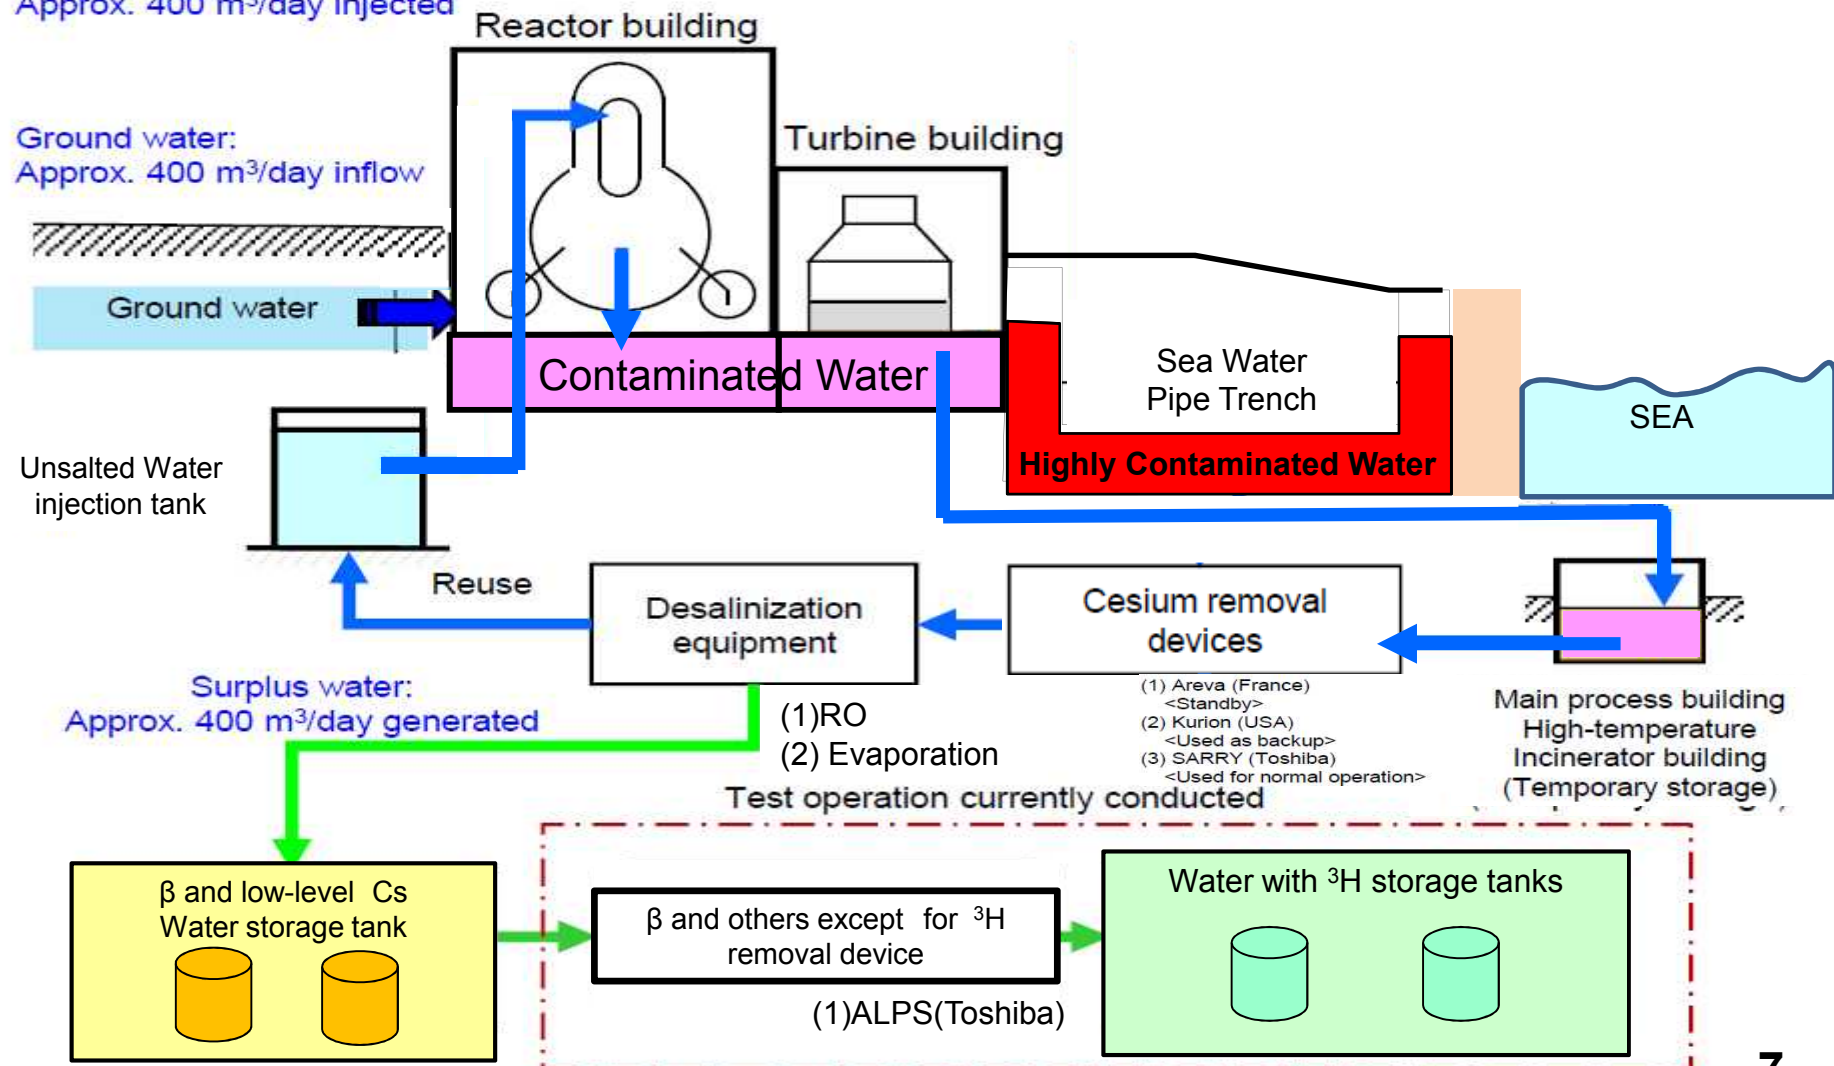 Approx. 400 m³/day injected
Reactor building
Ground water:
Approx. 400 m³/day inflow
Turbine building
Ground water
Contaminated Water
Sea Water
Pipe Trench
SEA
Highly Contaminated Water
Unsalted Water
injection tank
Reuse
Desalinization
equipment
Cesium removal
devices
(1) Areva (France)
<Standby>
(2) Kurion (USA)
<Used as backup>
(3) SARRY (Toshiba)
<Used for normal operation>
Main process building
High-temperature
Incinerator building
(Temporary storage)
Surplus water:
Approx. 400 m³/day generated
(1)RO
(2) Evaporation
Test operation currently conducted
β and low-level Cs
Water storage tank
β and others except for ³H
removal device
(1)ALPS(Toshiba)
Water with ³H storage tanks
7